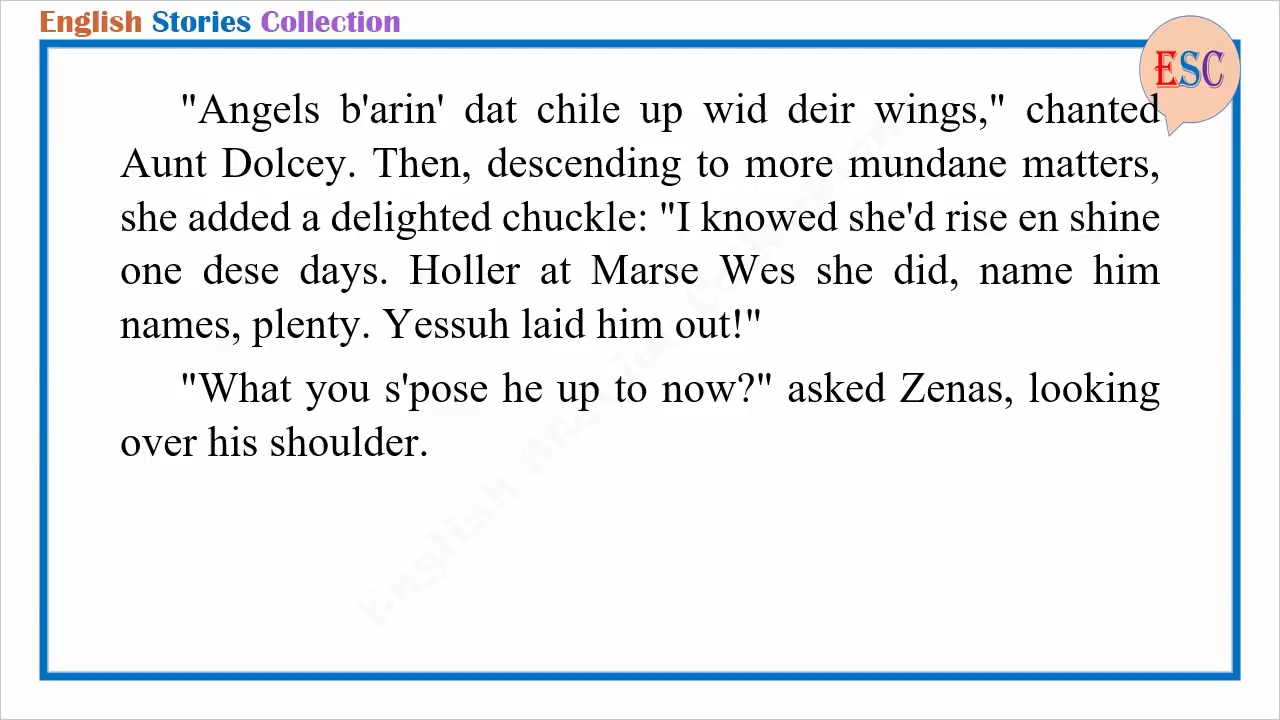 English Stories Collection
ESC
"Angels b'arin' dat chile up wid deir wings," chanted
Aunt Dolcey. Then, descending to more mundane matters,
she added a delighted chuckle: "I knowed she'd rise en shine
one dese days. Holler at Marse Wes she did, name him
names, plenty. Yessuh laid him out!"
"What you s'pose he up to now?" asked Zenas, looking
over his shoulder.